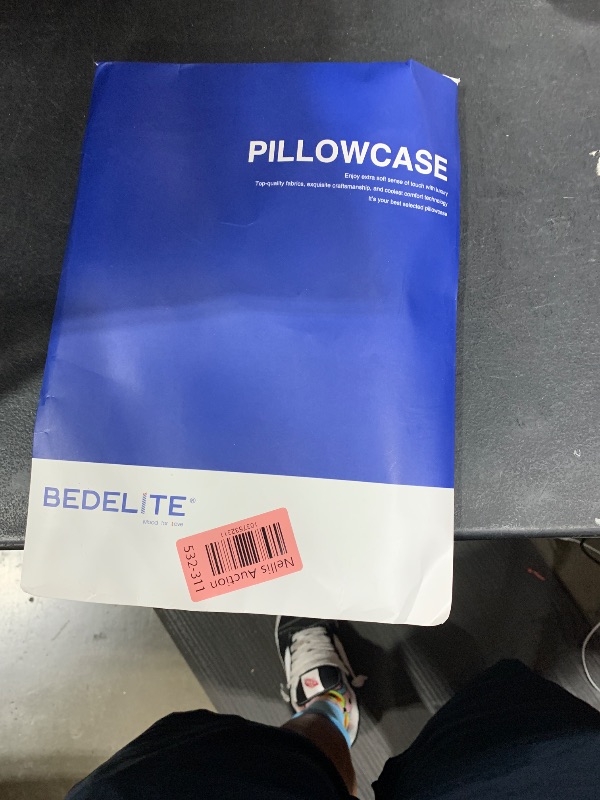 PILLOWCASE
Enjoy extra soft sense of touch with luxury
Top-quality fabrics, exquisite craftsmanship, and coolest comfort technology
It's your best selected pillowcase
BEDELITE®
Nellis Auction
532-311